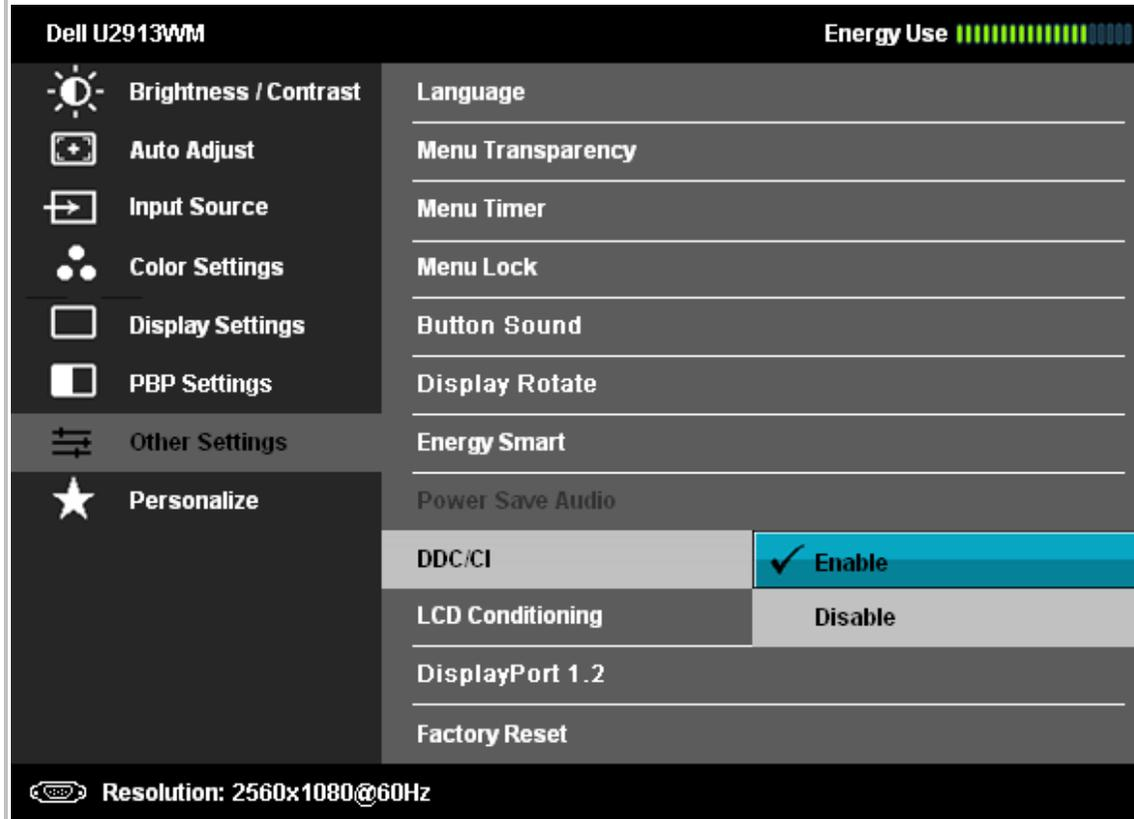 Dell U2913WM Energy Use
Brightness / Contrast Language
Auto Adjust Menu Transparency
Input Source Menu Timer
Color Settings Menu Lock
Display Settings Button Sound
PBP Settings Display Rotate
Other Settings Energy Smart
Personalize Power Save Audio
DDC/CI Enable
LCD Conditioning Disable
DisplayPort 1.2
Factory Reset
Resolution: 2560x1080@60Hz